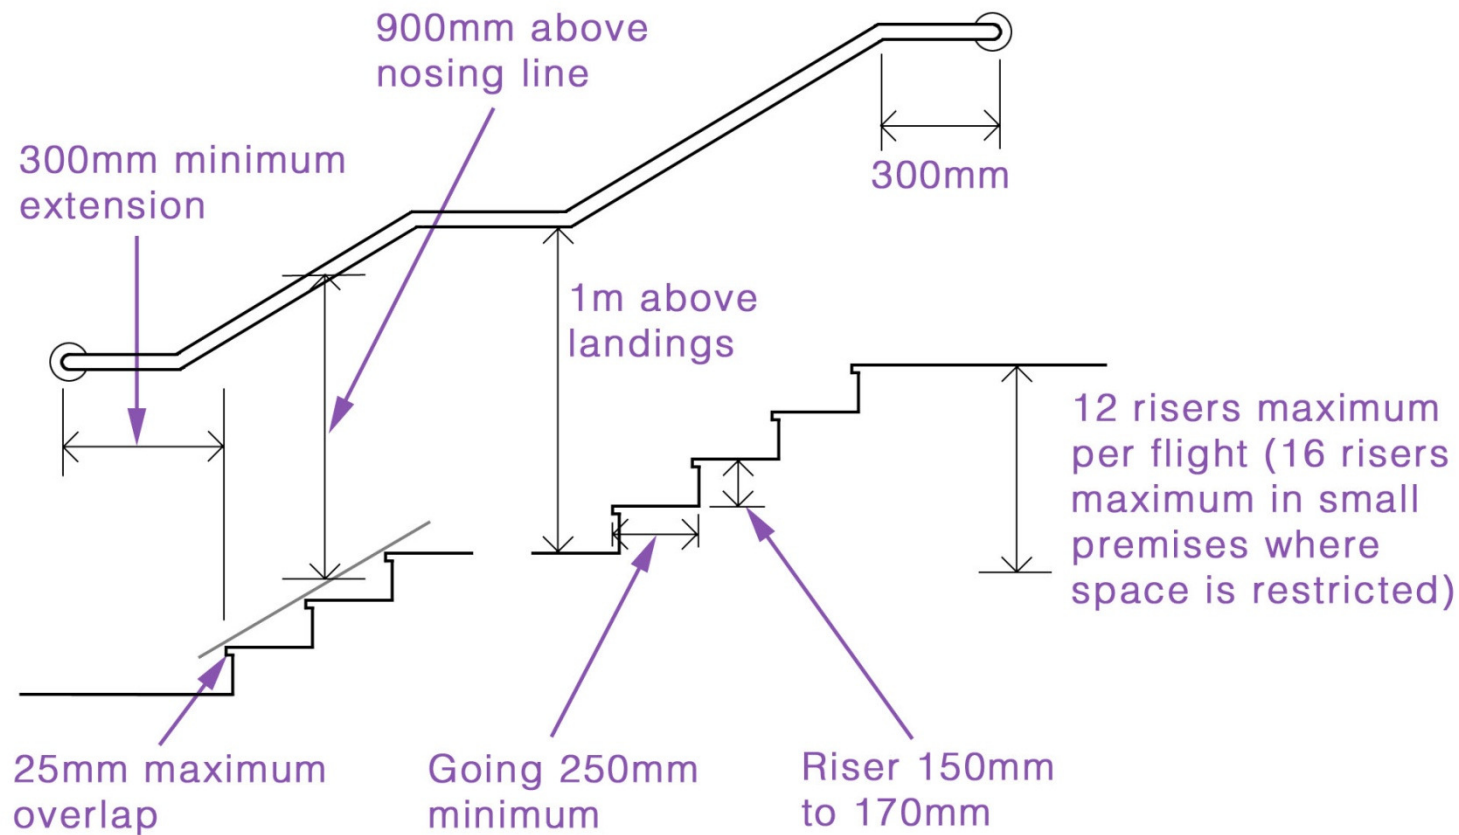 900mm above
nosing line
300mm minimum
extension
300mm
1m above
landings
12 risers maximum
per flight (16 risers
maximum in small
premises where
space is restricted)
25mm maximum
overlap
Going 250mm
minimum
Riser 150mm
to 170mm